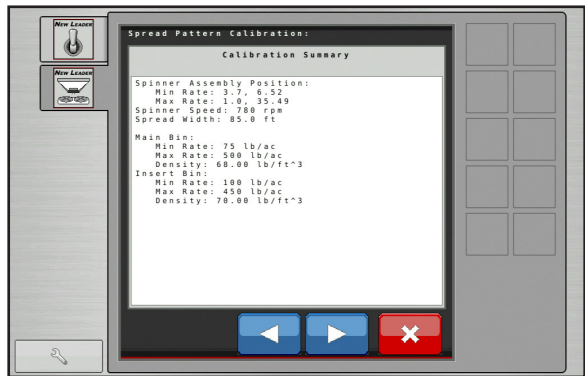 NEW LEADER
NEW LEADER
Spread Pattern Calibration:
Calibration Summary
Spinner Assembly Position:
Min Rate: 3.7, 6.52
Max Rate: 1.0, 35.49
Spinner Speed: 780 rpm
Spread Width: 85.0 ft
Main Bin:
Min Rate: 75 lb/ac
Max Rate: 500 lb/ac
Density: 68.00 lb/ft^3
Insert Bin:
Min Rate: 100 lb/ac
Max Rate: 450 lb/ac
Density: 70.00 lb/ft^3